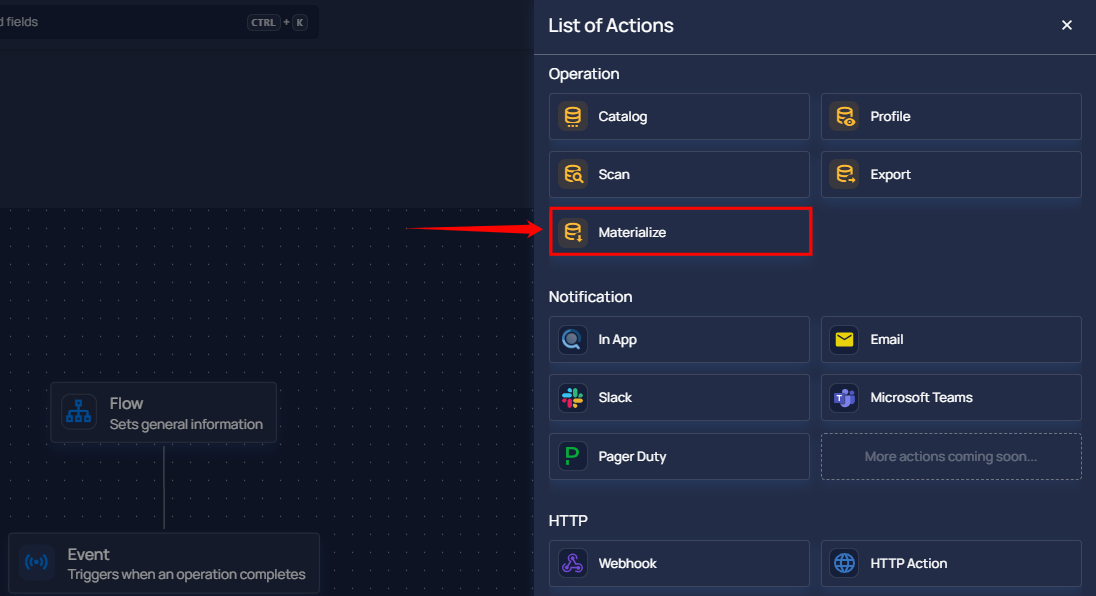 d fields
CTRL + K
List of Actions
Operation
Catalog
Profile
Scan
Export
Materialize
Notification
In App
Email
Slack
Microsoft Teams
Pager Duty
More actions coming soon...
HTTP
Webhook
HTTP Action
Flow
Sets general information
Event
Triggers when an operation completes